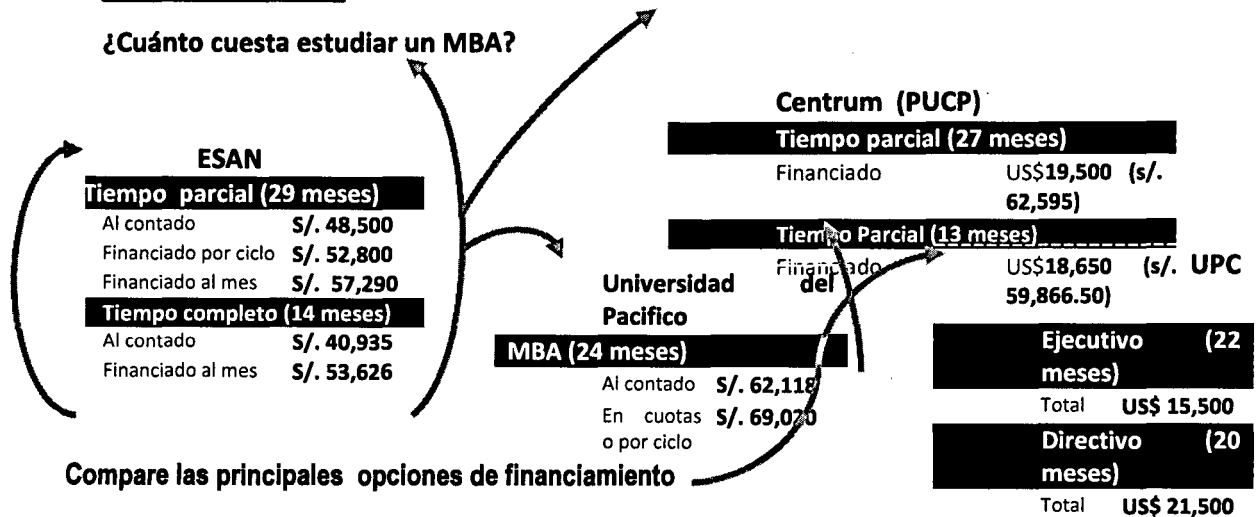 ¿Cuánto cuesta estudiar un MBA?
ESAN
Tiempo parcial (29 meses)
Al contado S/. 48,500
Financiado por ciclo S/. 52,800
Financiado al mes S/. 57,290
Tiempo completo (14 meses)
Al contado S/. 40,935
Financiado al mes S/. 53,626
Centrum (PUCP)
Tiempo parcial (27 meses)
Financiado US$19,500 (s/.
62,595)
Tiempo Parcial (13 meses)
Financiado US$18,650 (s/.
59,866.50)
Universidad del
Pacifico
MBA (24 meses)
Al contado S/. 62,118
En cuotas S/. 69,020
o por ciclo
UPC
Ejecutivo (22
meses)
Total US$ 15,500
Directivo (20
meses)
Total US$ 21,500
Compare las principales opciones de financiamiento